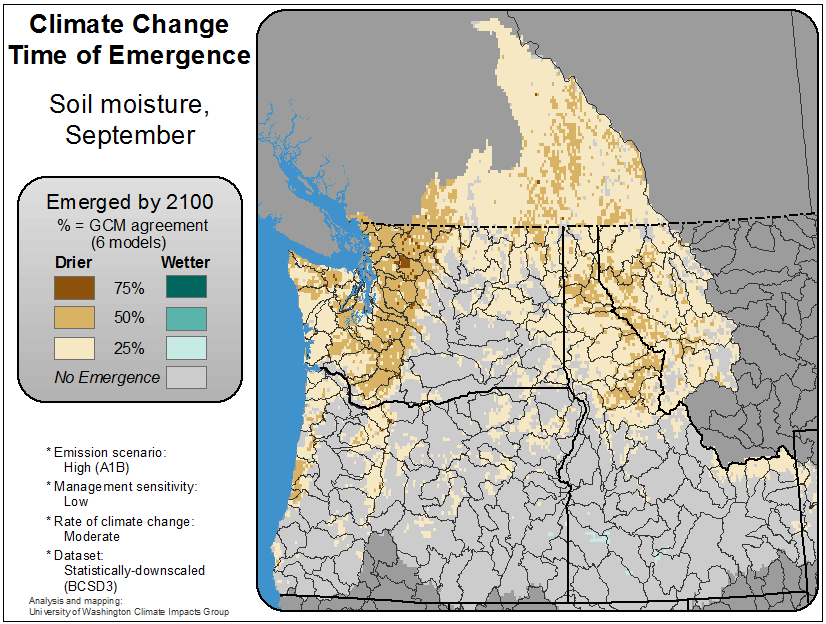 Climate Change
Time of Emergence
Soil moisture,
September
Emerged by 2100
% = GCM agreement
(6 models)
Drier Wetter
75%
50%
25%
No Emergence
* Emission scenario:
High (A1B)
* Management sensitivity:
Low
* Rate of climate change:
Moderate
* Dataset:
Statistically-downscaled
(BCSD3)
Analysis and mapping:
University of Washington Climate Impacts Group